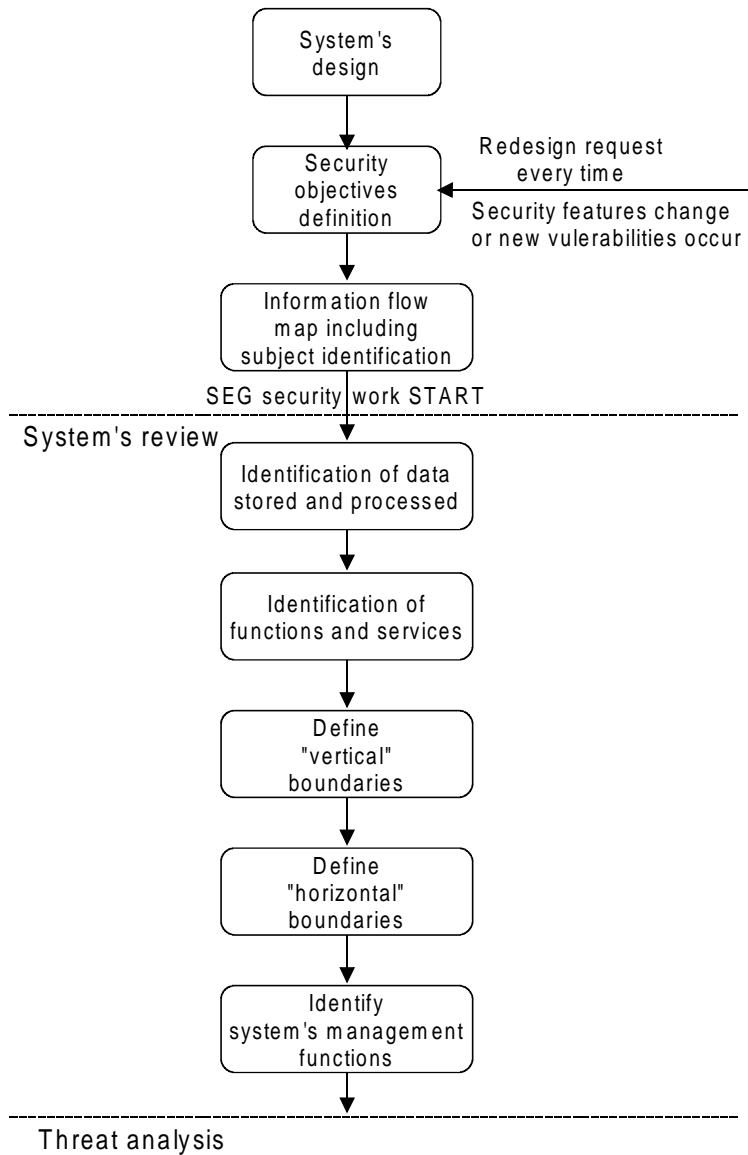 System's
design
Security
objectives
definition
Redesign request
every time
Security features change
or new vulerabilities occur
Information flow
map including
subject identification
SEG security work START
System's review
Identification of data
stored and processed
Identification of
functions and services
Define
"vertical"
boundaries
Define
"horizontal"
boundaries
Identify
system's management
functions
Threat analysis